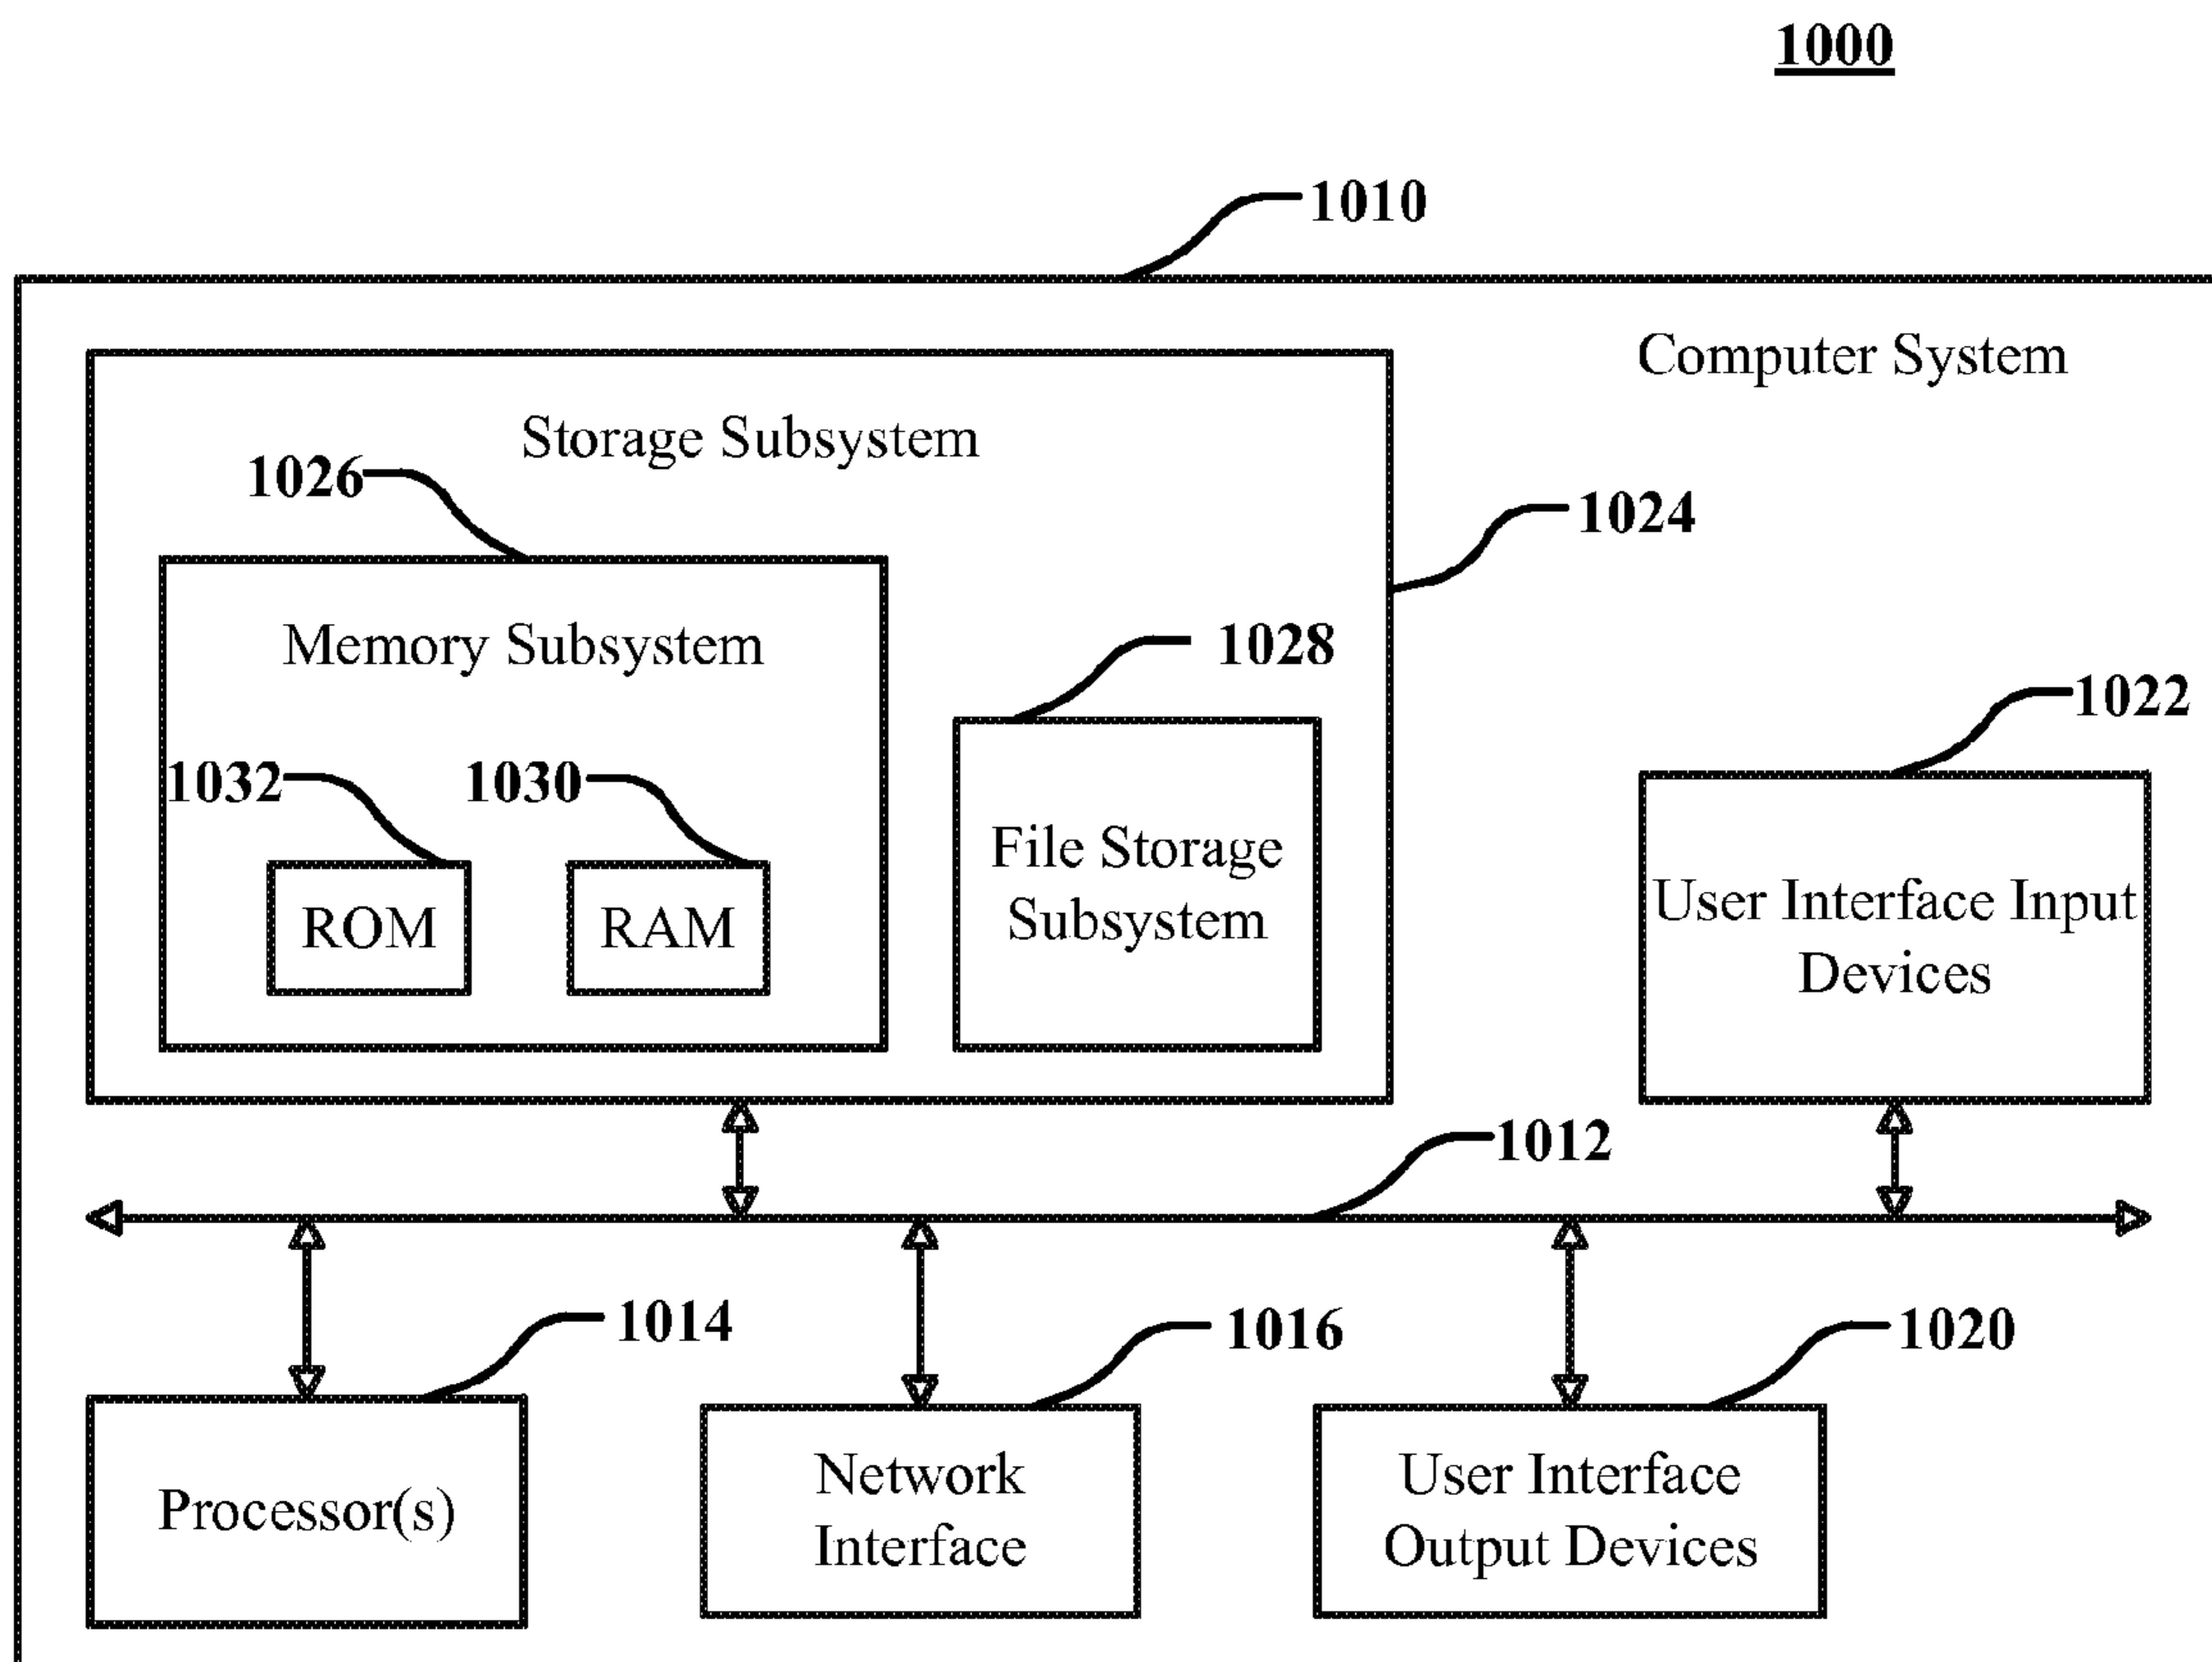 1000
1010
Computer System
Storage Subsystem
1026
1024
Memory Subsystem
1028
1022
1032
1030
File Storage
Subsystem
User Interface Input
Devices
ROM
RAM
1012
1014
1016
1020
Processor(s)
Network
Interface
User Interface
Output Devices